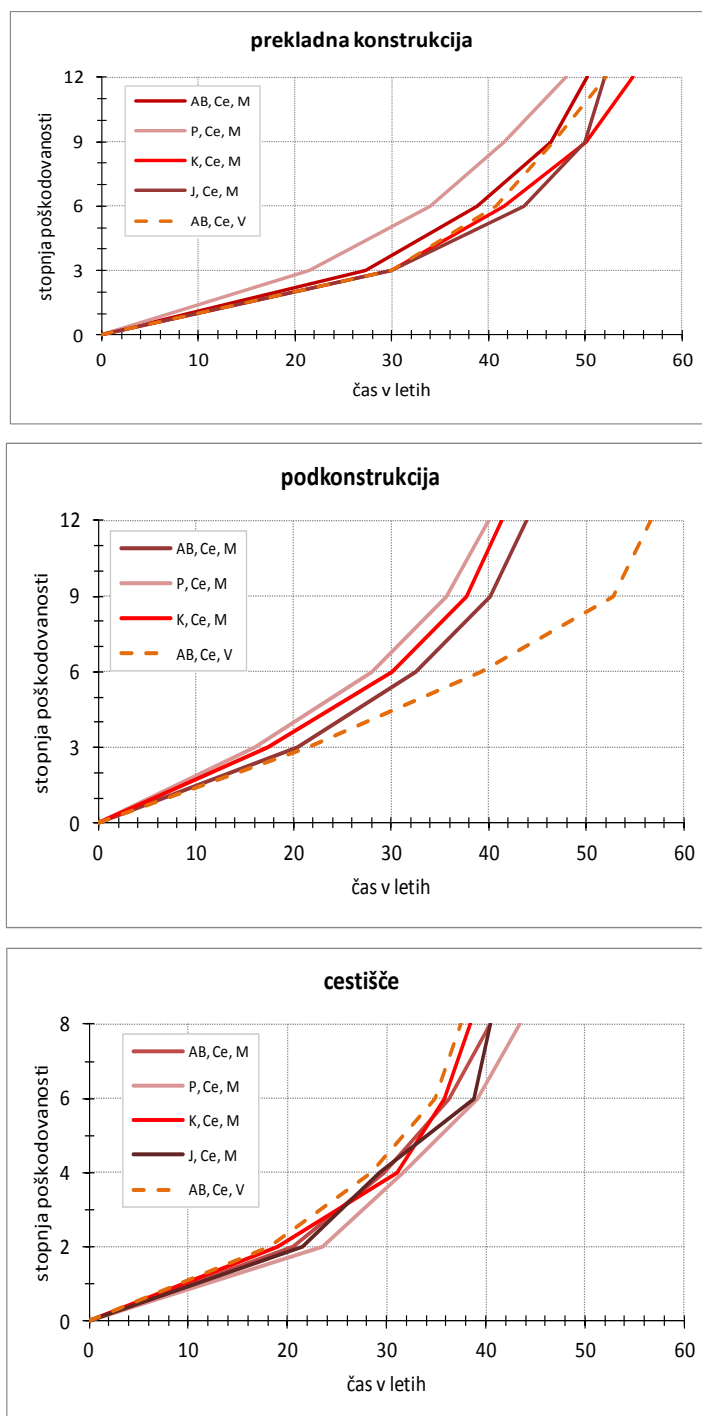 prekladna konstrukcija
12
9
6
3
0
AB, Ce, M
P, Ce, M
K, Ce, M
J, Ce, M
AB, Ce, V
stopnja poškodovanosti
0 10 20 30 40 50 60
čas v letih
podkonstrukcija
12
9
6
3
0
AB, Ce, M
P, Ce, M
K, Ce, M
AB, Ce, V
stopnja poškodovanosti
0 10 20 30 40 50 60
čas v letih
cestišče
8
6
4
2
0
AB, Ce, M
P, Ce, M
K, Ce, M
J, Ce, M
AB, Ce, V
stopnja poškodovanosti
0 10 20 30 40 50 60
čas v letih